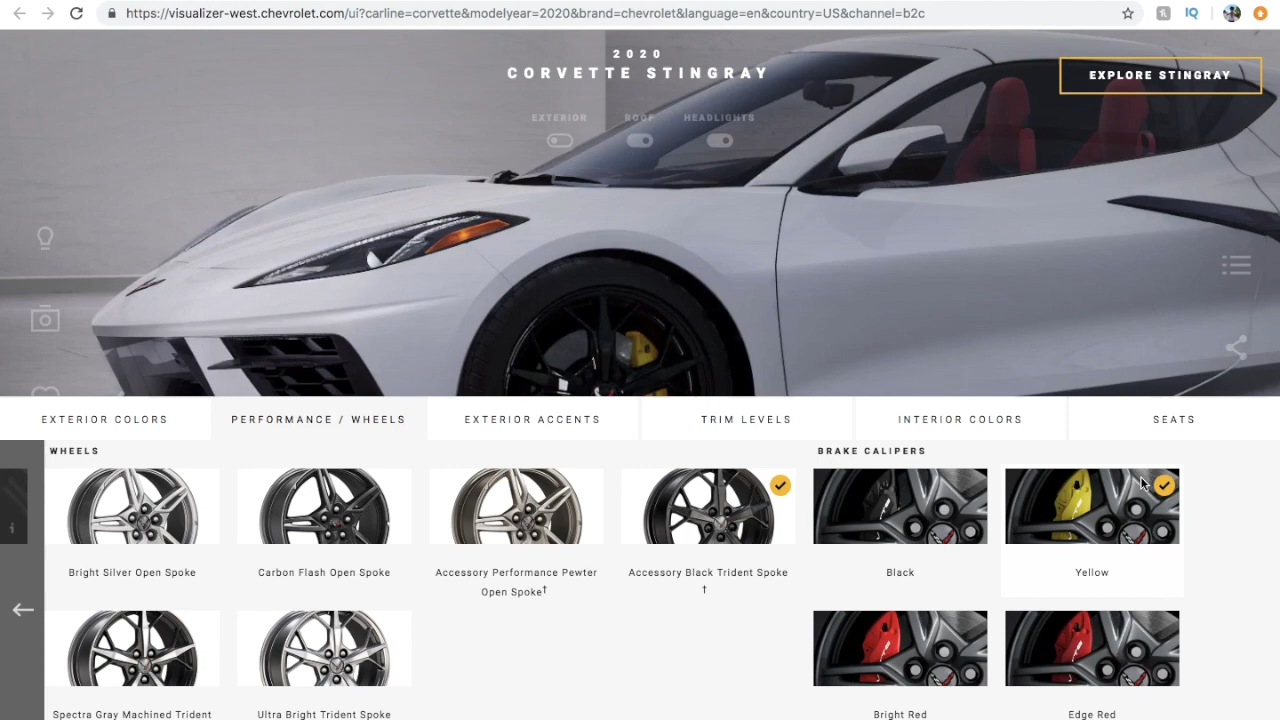 https://visualizer-west.chevrolet.com/ui?carline=corvette&modelyear=2020&brand=chevrolet&language=en&country=US&channel=b2c
IQ
2020
CORVETTE STINGRAY
EXPLORE STINGRAY
EXTERIOR
ROOF
HEADLIGHTS
EXTERIOR COLORS
PERFORMANCE / WHEELS
EXTERIOR ACCENTS
TRIM LEVELS
INTERIOR COLORS
SEATS
WHEELS
BRAKE CALIPERS
i
Bright Silver Open Spoke
Carbon Flash Open Spoke
Accessory Performance Pewter
Open Spoke†
Accessory Black Trident Spoke
†
Black
Yellow
Spectra Gray Machined Trident
Ultra Bright Trident Spoke
Bright Red
Edge Red